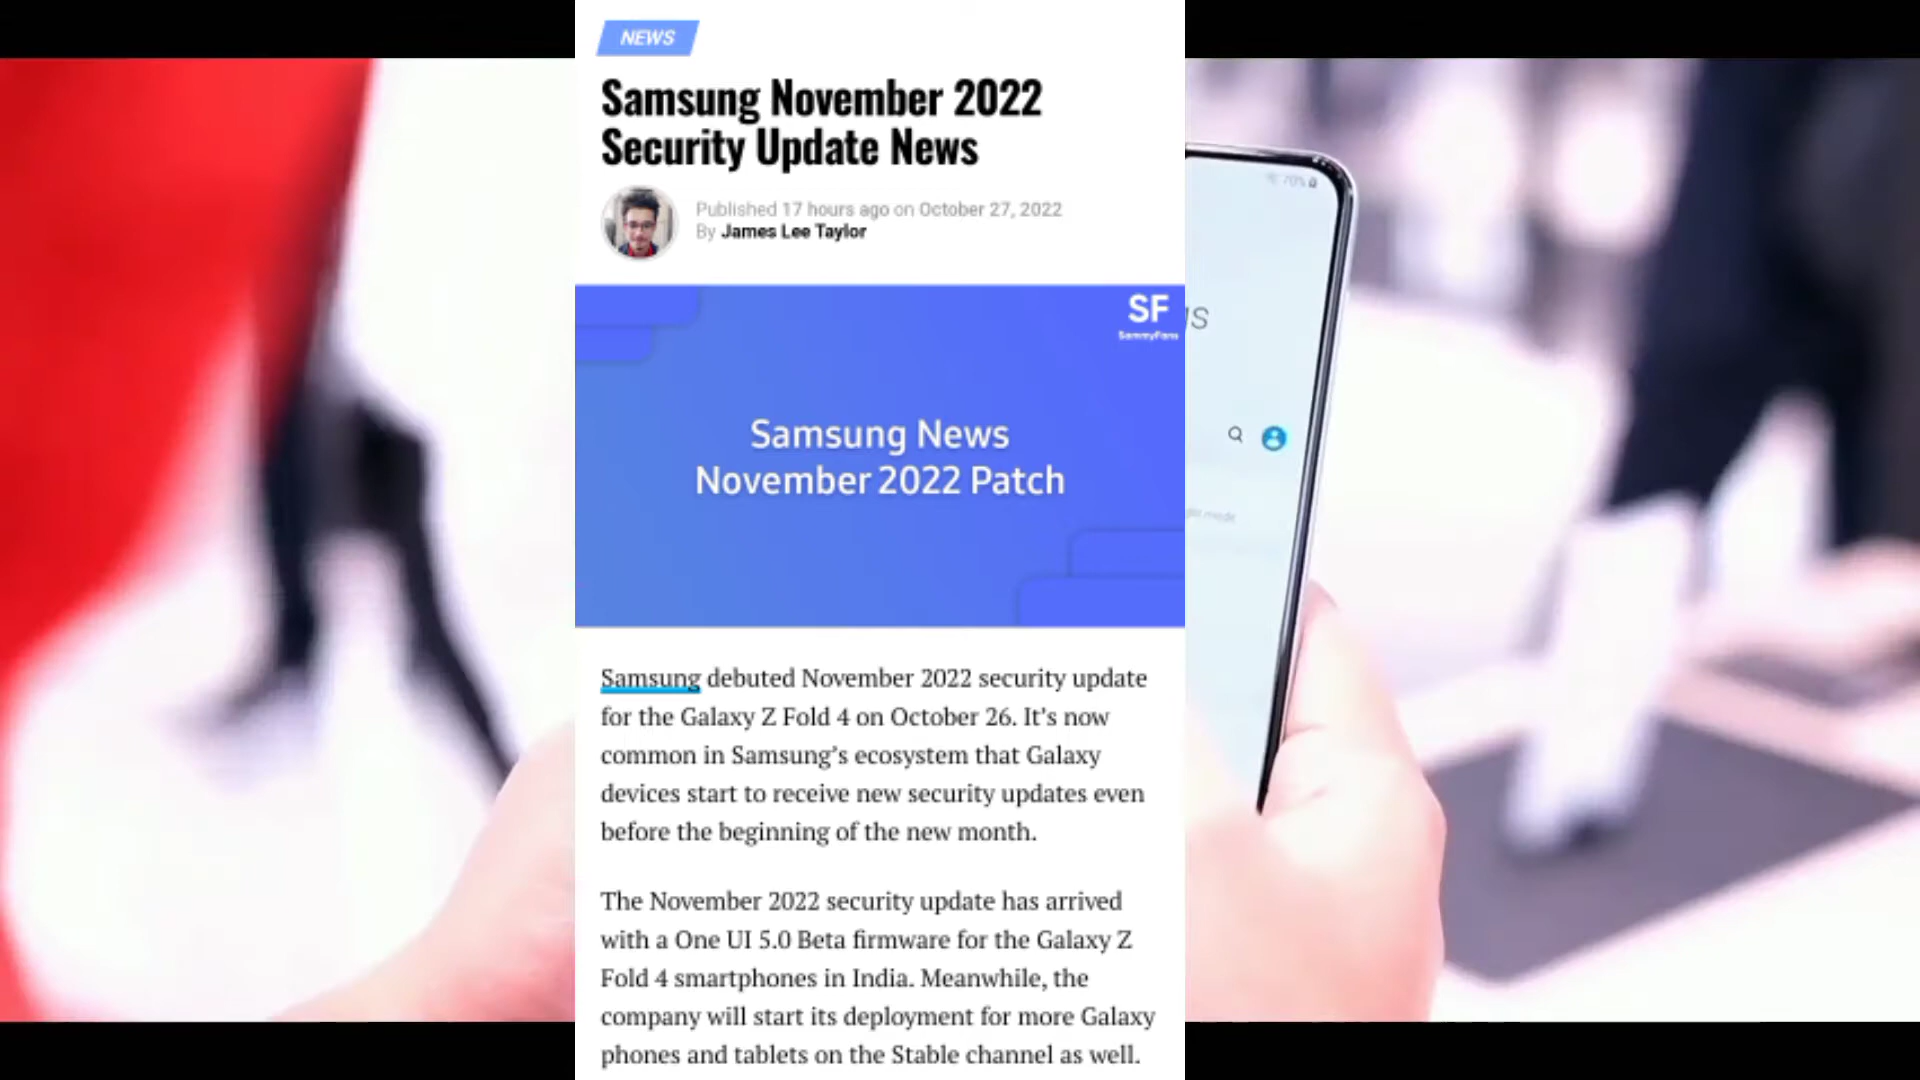 NEWS
Samsung November 2022
Security Update News
Published 17 hours ago on October 27, 2022
By James Lee Taylor
SF
SammyFans
Samsung News
November 2022 Patch
Samsung debuted November 2022 security update
for the Galaxy Z Fold 4 on October 26. It’s now
common in Samsung’s ecosystem that Galaxy
devices start to receive new security updates even
before the beginning of the new month.
The November 2022 security update has arrived
with a One UI 5.0 Beta firmware for the Galaxy Z
Fold 4 smartphones in India. Meanwhile, the
company will start its deployment for more Galaxy
phones and tablets on the Stable channel as well.
70%